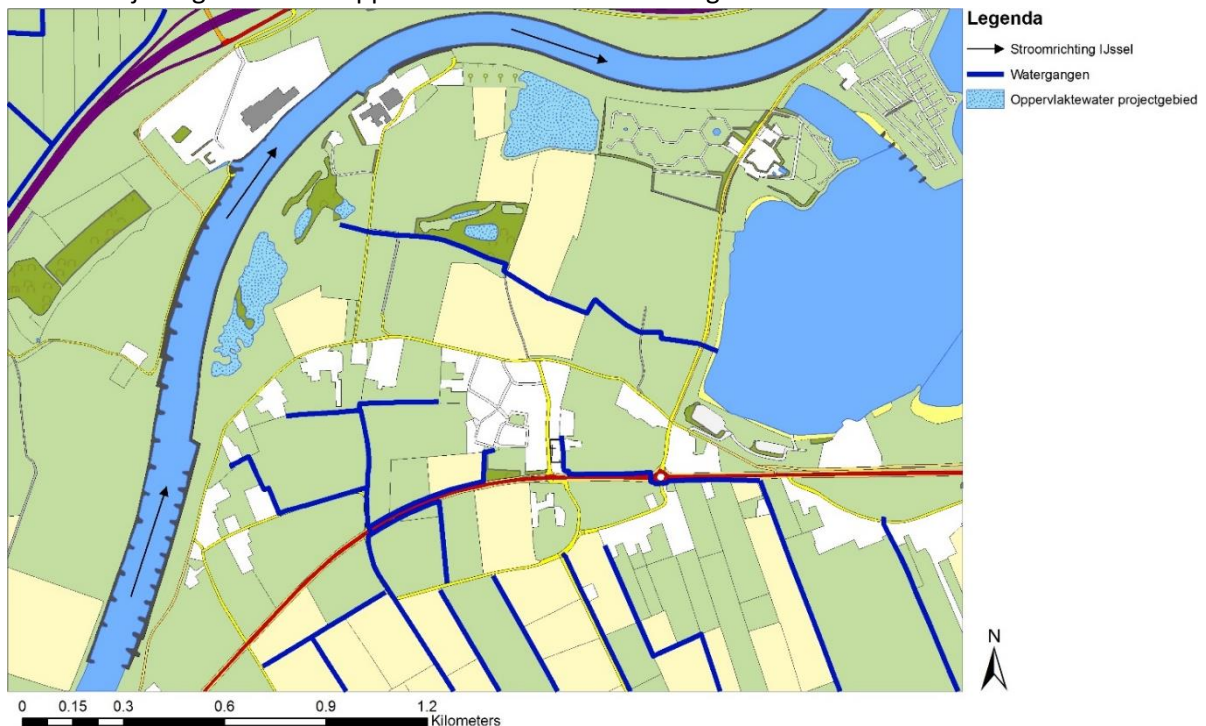 Legenda
Stroomrichting IJssel
Watergangen
Oppervlaktewater projectgebied
N
0 0.15 0.3 0.6 0.9 1.2
Kilometers